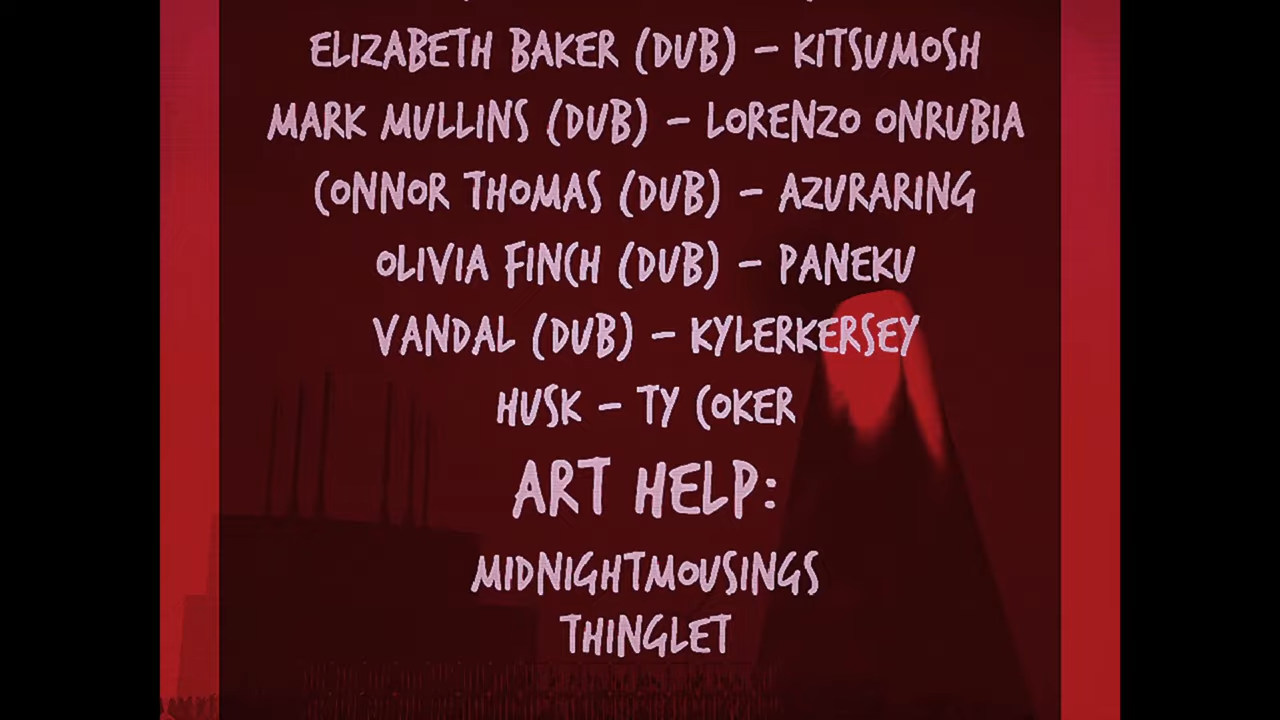 ELIZABETH BAKER (DUB) – KITSUMOSH
MARK MULLINS (DUB) – LORENZO ONRUBIA
CONNOR THOMAS (DUB) – AZURARING
OLIVIA FINCH (DUB) – PANEKU
VANDAL (DUB) – KYLERKERSEY
HUSK – TY COKER
ART HELP:
MIDNIGHTMOUSINGS
THINGLET